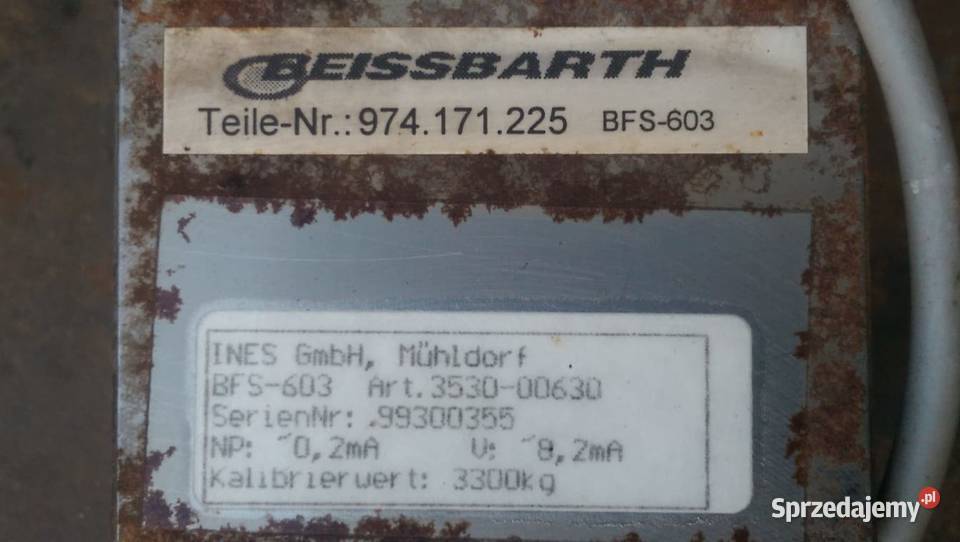 BEISSBARTH
Teile-Nr.: 974.171.225 BFS-603
INES GmbH, Mühldorf
BFS-603 Art.3530-00630
SerienNr: .99300355
NP: ~0,2mA V: ~8,2mA
Kalibrierwert: 3300kg
Sprzedajemy.pl